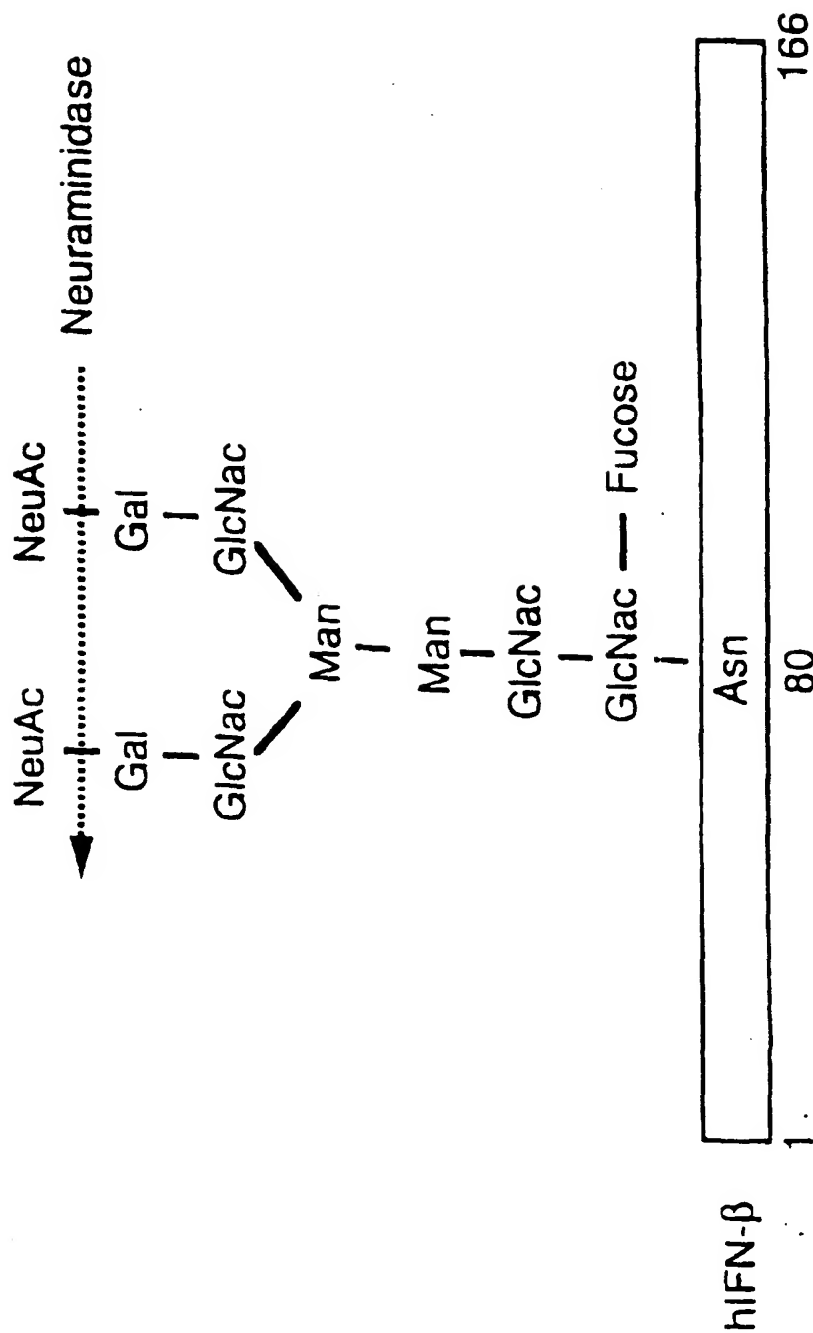 NeuAc NeuAc
Neuraminidase
Gal Gal
GlcNac GlcNac
Man
Man
GlcNac
GlcNac — Fucose
Asn
hIFN-β
1 80 166